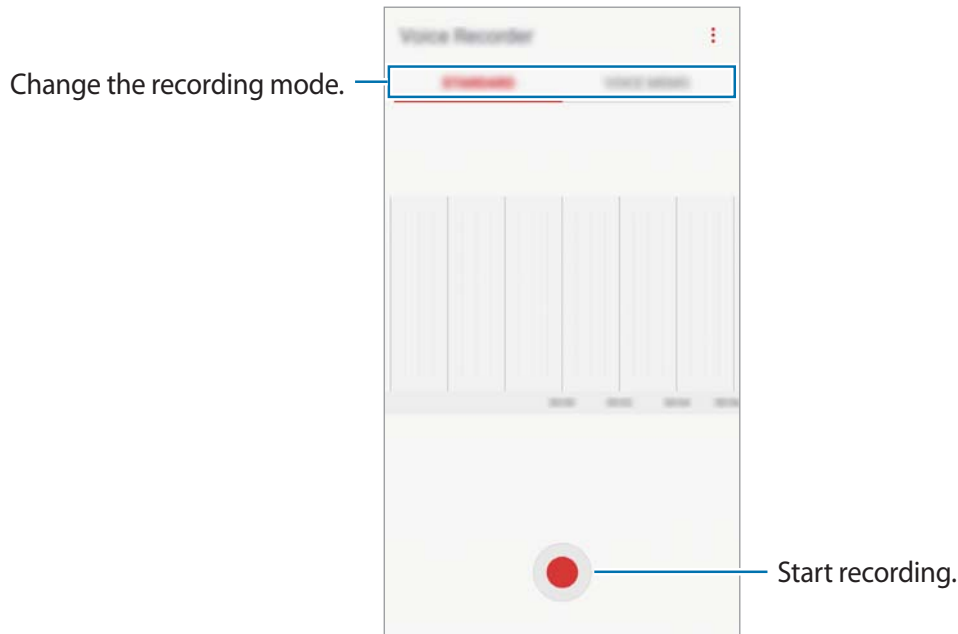 Voice Recorder
Change the recording mode.
STANDARD
VOICE MEMO
Start recording.